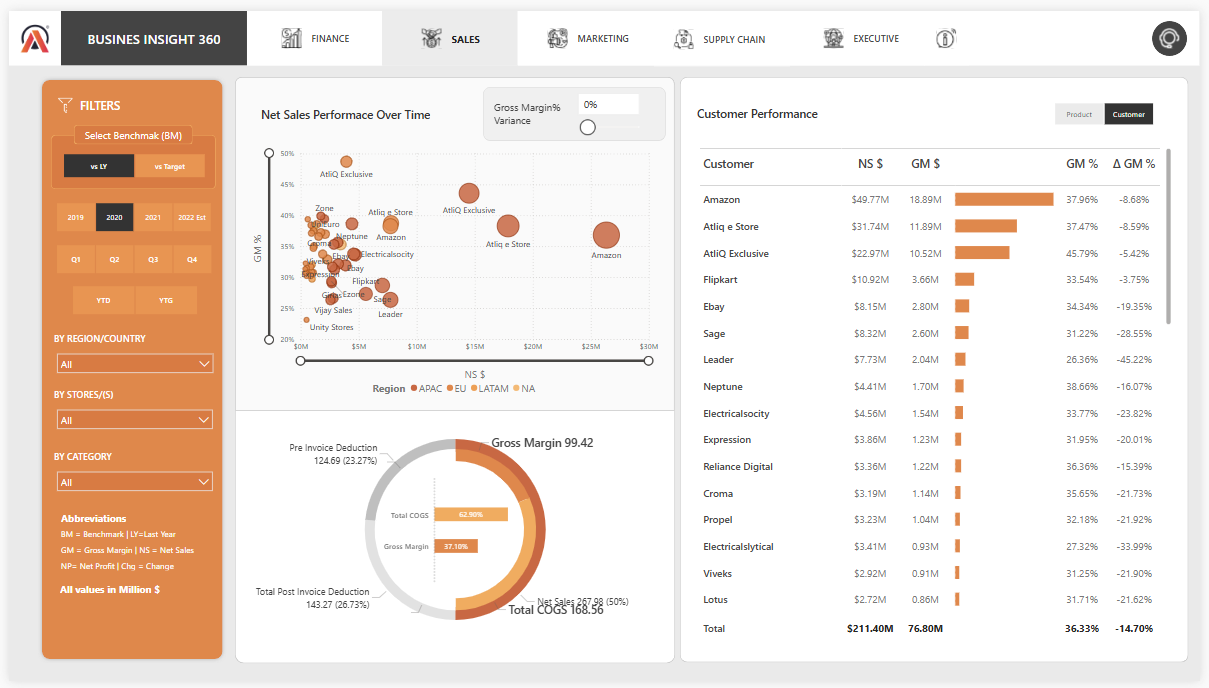 BUSINES INSIGHT 360
FINANCE
SALES
MARKETING
SUPPLY CHAIN
EXECUTIVE
FILTERS
Select Benchmak (BM)
vs LY
vs Target
2019
2020
2021
2022 Est
Q1
Q2
Q3
Q4
YTD
YTG
BY REGION/COUNTRY
All
BY STORES/(S)
All
BY CATEGORY
All
Abbreviations
BM = Benchmark | LY=Last Year
GM = Gross Margin | NS = Net Sales
NP= Net Profit | Chg = Change
All values in Million $
Net Sales Performace Over Time
Gross Margin%
Variance
0%
GM %
50%
45%
40%
35%
30%
25%
20%
AtliQ Exclusive
Zone
Atliq e Store
AtliQ Exclusive
Neptune
Amazon
Atliq e Store
Croma
Electricalsocity
Amazon
Viveks
Ebay
Ebay
Expression
Flipkart
Ezone
Sage
Vijay Sales
Leader
Unity Stores
$0M
$5M
$10M
$15M
$20M
$25M
$30M
NS $
Region APAC EU LATAM NA
Gross Margin 99.42
Pre Invoice Deduction
124.69 (23.27%)
Total COGS
62.90%
Gross Margin
37.10%
Total Post Invoice Deduction
143.27 (26.73%)
Net Sales 267.98 (50%)
Total COGS 168.56
Customer Performance
Product
Customer
Customer NS $ GM $ GM % Δ GM %
Amazon $49.77M 18.89M 37.96% -8.68%
Atliq e Store $31.74M 11.89M 37.47% -8.59%
AtliQ Exclusive $22.97M 10.52M 45.79% -5.42%
Flipkart $10.92M 3.66M 33.54% -3.75%
Ebay $8.15M 2.80M 34.34% -19.35%
Sage $8.32M 2.60M 31.22% -28.55%
Leader $7.73M 2.04M 26.36% -45.22%
Neptune $4.41M 1.70M 38.66% -16.07%
Electricalsocity $4.56M 1.54M 33.77% -23.82%
Expression $3.86M 1.23M 31.95% -20.01%
Reliance Digital $3.36M 1.22M 36.36% -15.39%
Croma $3.19M 1.14M 35.65% -21.73%
Propel $3.23M 1.04M 32.18% -21.92%
Electricalslytical $3.41M 0.93M 27.32% -33.99%
Viveks $2.92M 0.91M 31.25% -21.90%
Lotus $2.72M 0.86M 31.71% -21.62%
Total $211.40M 76.80M 36.33% -14.70%